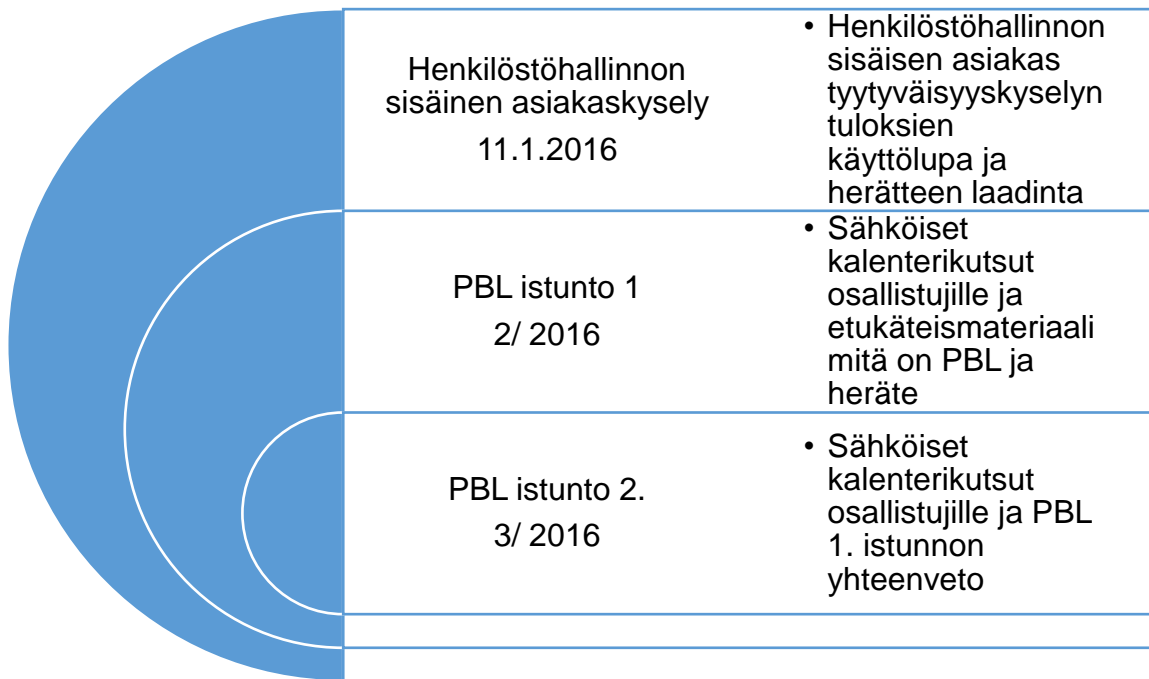 Henkilöstöhallinnon
sisäinen asiakaskysely
11.1.2016
• Henkilöstöhallinnon
sisäisen asiakas
tyytyväisyyskyselyn
tuloksien
käyttölupa ja
herätteen laadinta
PBL istunto 1
2/ 2016
• Sähköiset
kalenterikutsut
osallistujille ja
etukäteismateriaali
mitä on PBL ja
heräte
PBL istunto 2.
3/ 2016
• Sähköiset
kalenterikutsut
osallistujille ja PBL
1. istunnon
yhteenveto